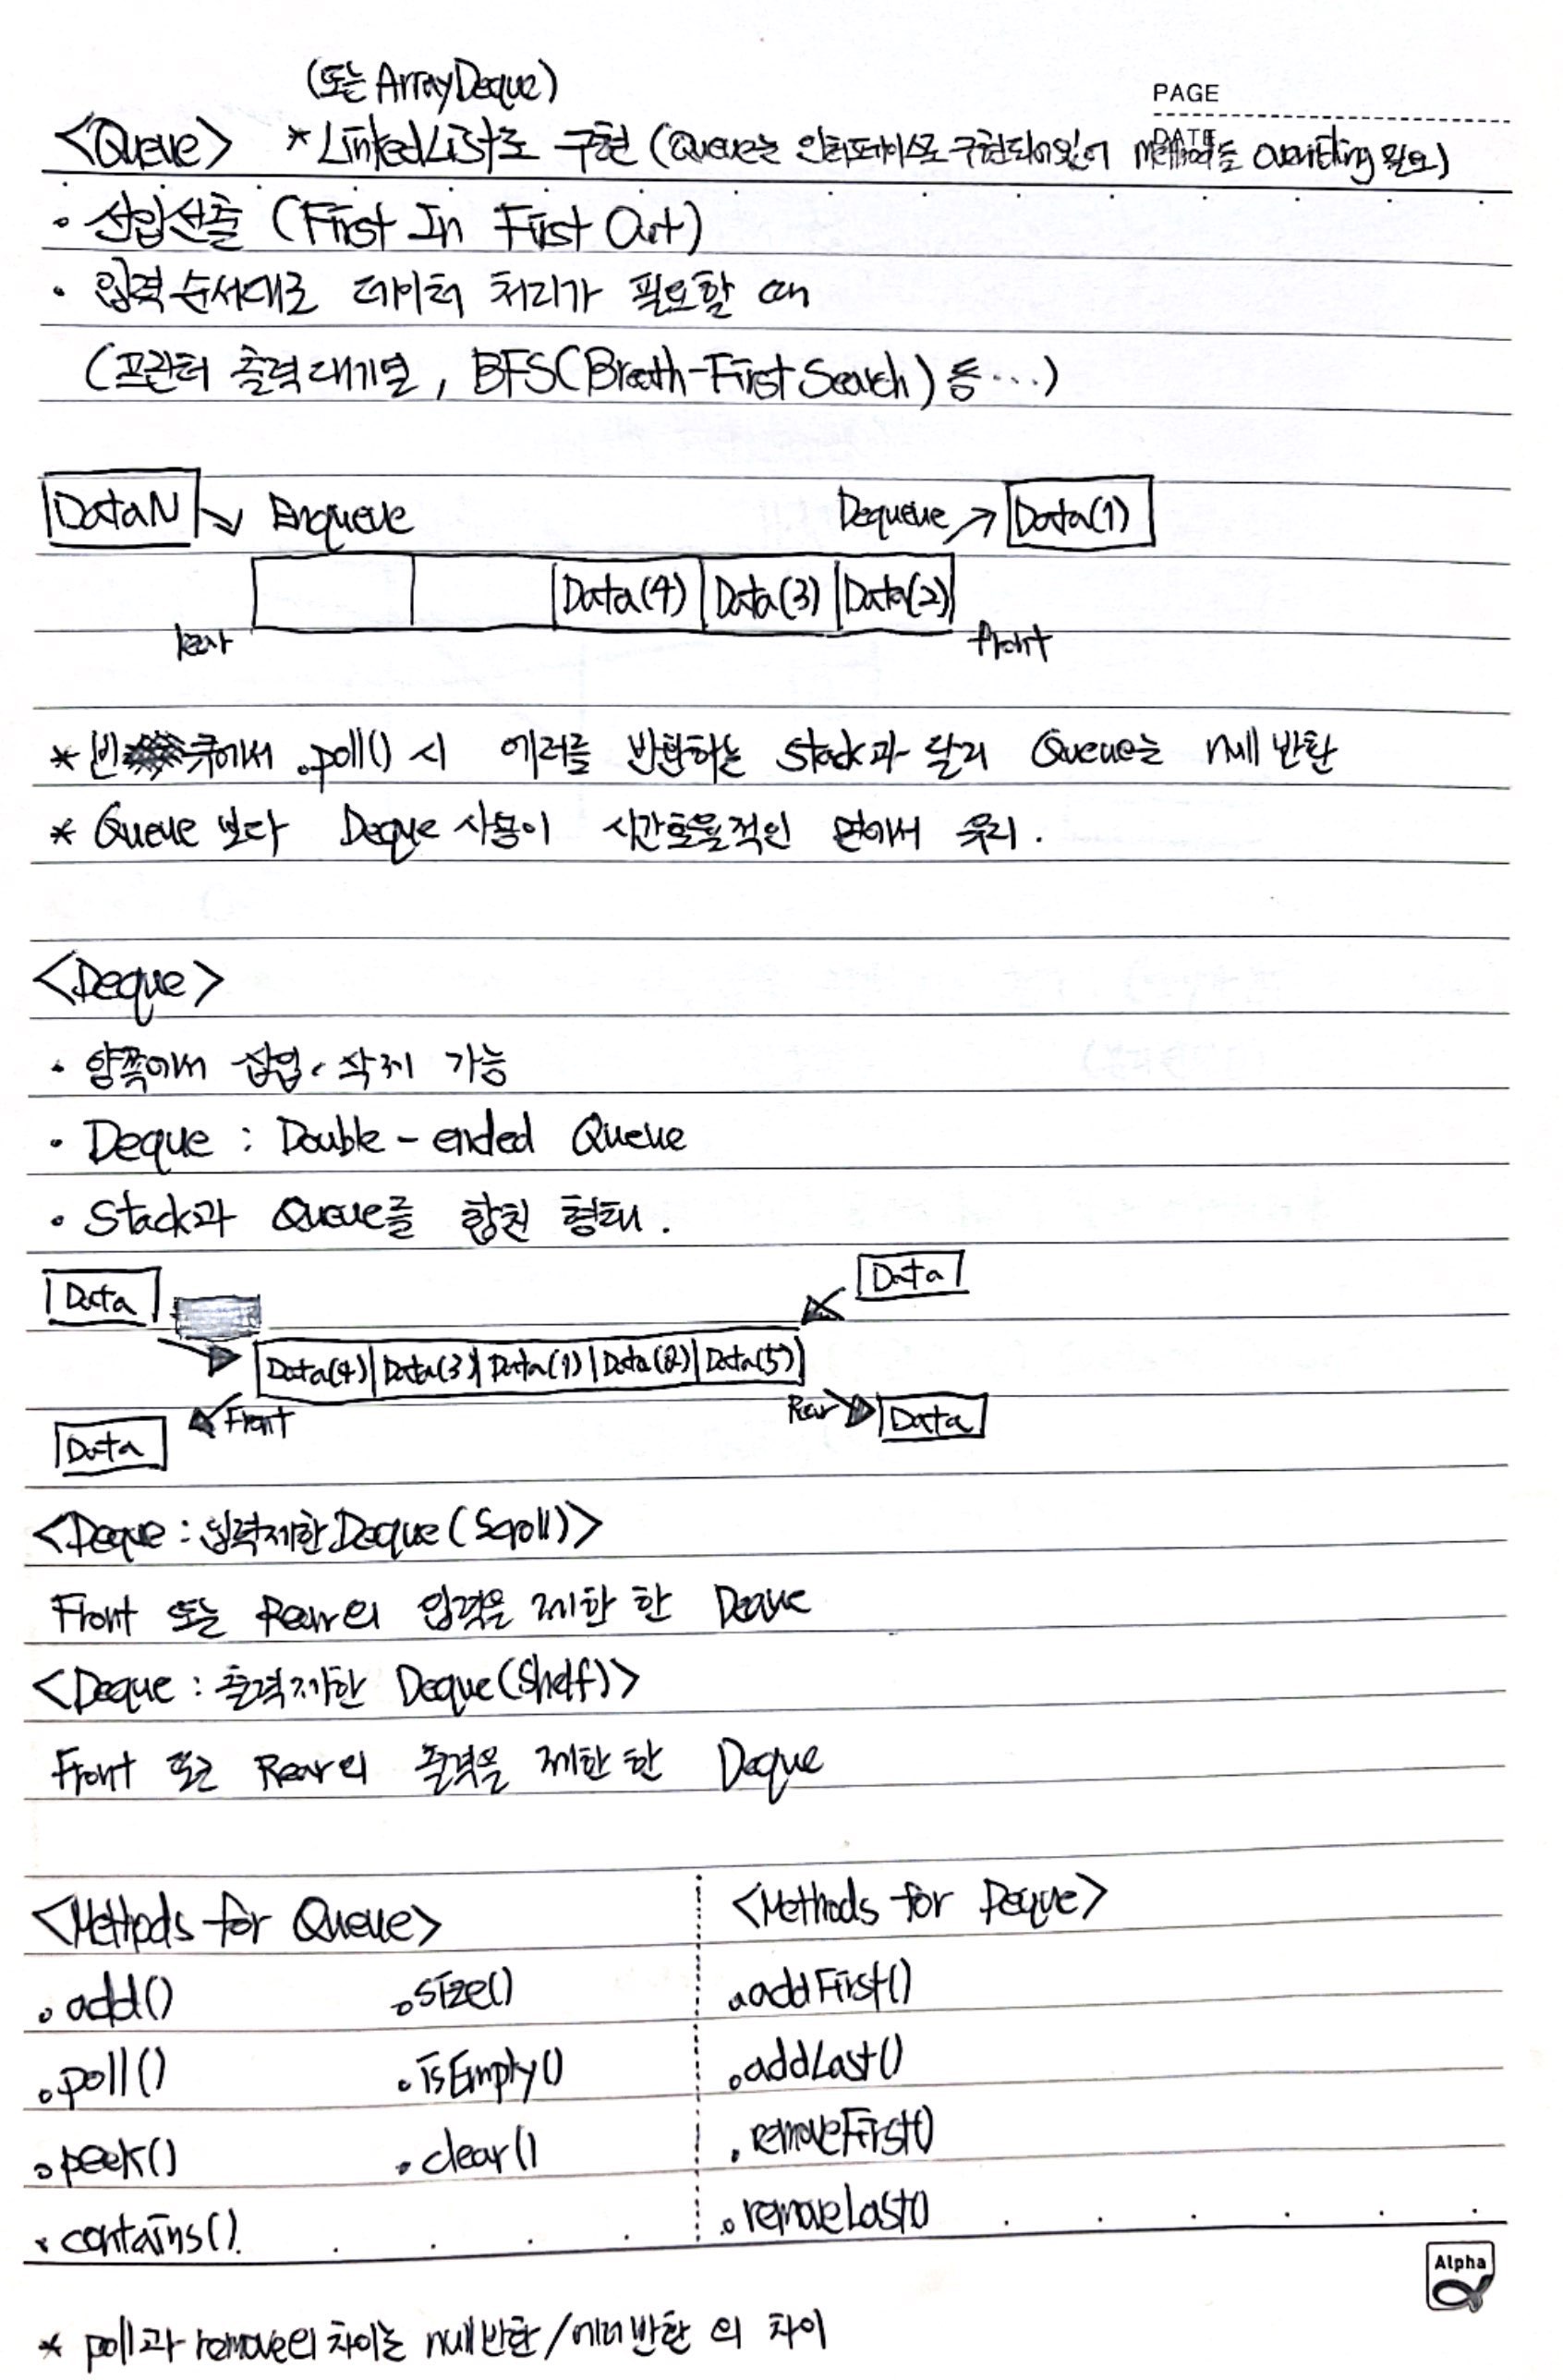 (또는 ArrayDeque)
PAGE
<Queue> *LinkedList로 구현 (Queue는 인터페이스로 구현되어있어 Method들 overriding 필요)
DATE
· 선입선출 (First In First Out)
· 입력 순서대로 데이터 처리가 필요할 때
(프린터 출력 대기열, BFS(Breath-First Search) 등...)
DataN Enqueue Dequeue Data(1)
Data(4) Data(3) Data(2)
Rear front
* 빈 큐에서 .poll() 시 에러를 반환하는 Stack과 달리 Queue는 null 반환
* Queue 보다 Deque 사용이 시간효율적인 면에서 유리.
<Deque>
· 양쪽에서 삽입·삭제 가능
· Deque : Double-ended Queue
· Stack과 Queue를 합친 형태.
Data Data
Data(4) Data(3) Data(1) Data(2) Data(5)
Front Rear
Data Data
<Deque : 입력제한 Deque(Scroll)>
Front 또는 Rear의 입력을 제한 한 Deque
<Deque : 출력제한 Deque(Shelf)>
Front 또는 Rear의 출력을 제한 한 Deque
<Methods for Queue> <Methods for Deque>
.add() .size() .addFirst()
.poll() .isEmpty() .addLast()
.peek() .clear() .removeFirst()
.contains() .removeLast()
Alpha
* poll과 remove의 차이는 null반환/에러반환 의 차이